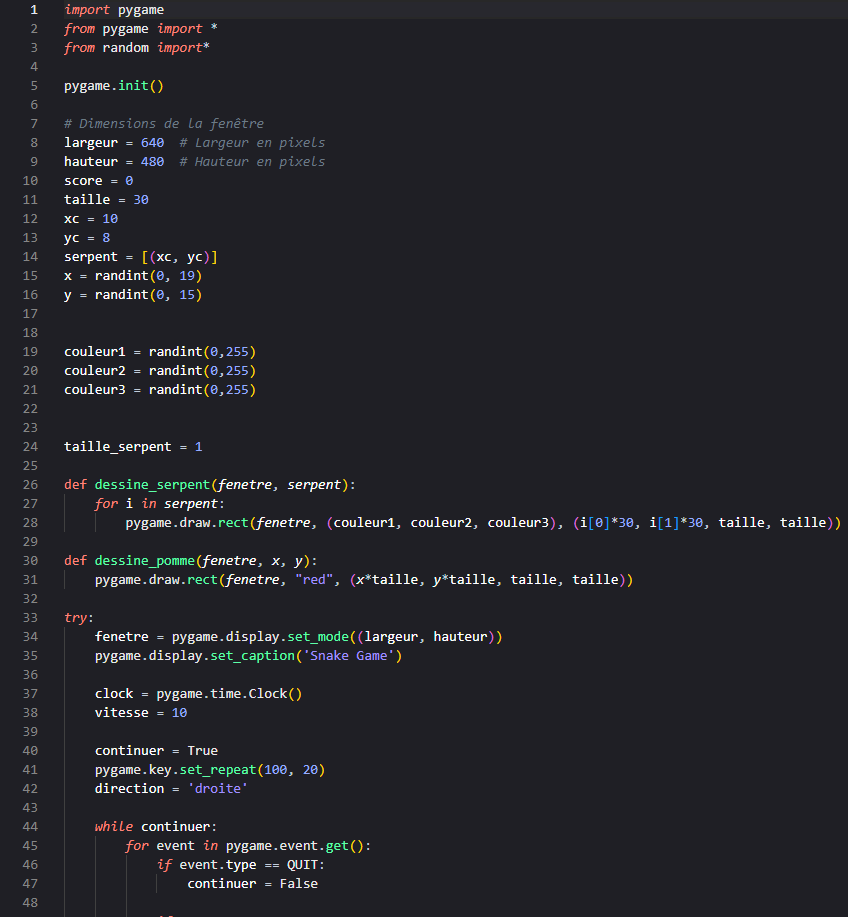 1 import pygame
2 from pygame import *
3 from random import*
4
5 pygame.init()
6
7 # Dimensions de la fenêtre
8 largeur = 640  # Largeur en pixels
9 hauteur = 480  # Hauteur en pixels
10 score = 0
11 taille = 30
12 xc = 10
13 yc = 8
14 serpent = [(xc, yc)]
15 x = randint(0, 19)
16 y = randint(0, 15)
17
18
19 couleur1 = randint(0,255)
20 couleur2 = randint(0,255)
21 couleur3 = randint(0,255)
22
23
24 taille_serpent = 1
25
26 def dessine_serpent(fenetre, serpent):
27     for i in serpent:
28         pygame.draw.rect(fenetre, (couleur1, couleur2, couleur3), (i[0]*30, i[1]*30, taille, taille))
29
30 def dessine_pomme(fenetre, x, y):
31     pygame.draw.rect(fenetre, "red", (x*taille, y*taille, taille, taille))
32
33 try:
34     fenetre = pygame.display.set_mode((largeur, hauteur))
35     pygame.display.set_caption('Snake Game')
36
37     clock = pygame.time.Clock()
38     vitesse = 10
39
40     continuer = True
41     pygame.key.set_repeat(100, 20)
42     direction = 'droite'
43
44     while continuer:
45         for event in pygame.event.get():
46             if event.type == QUIT:
47                 continuer = False
48